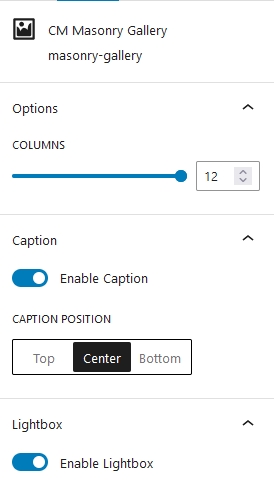 CM Masonry Gallery
masonry-gallery
Options
COLUMNS
12
Caption
Enable Caption
CAPTION POSITION
Top Center Bottom
Lightbox
Enable Lightbox